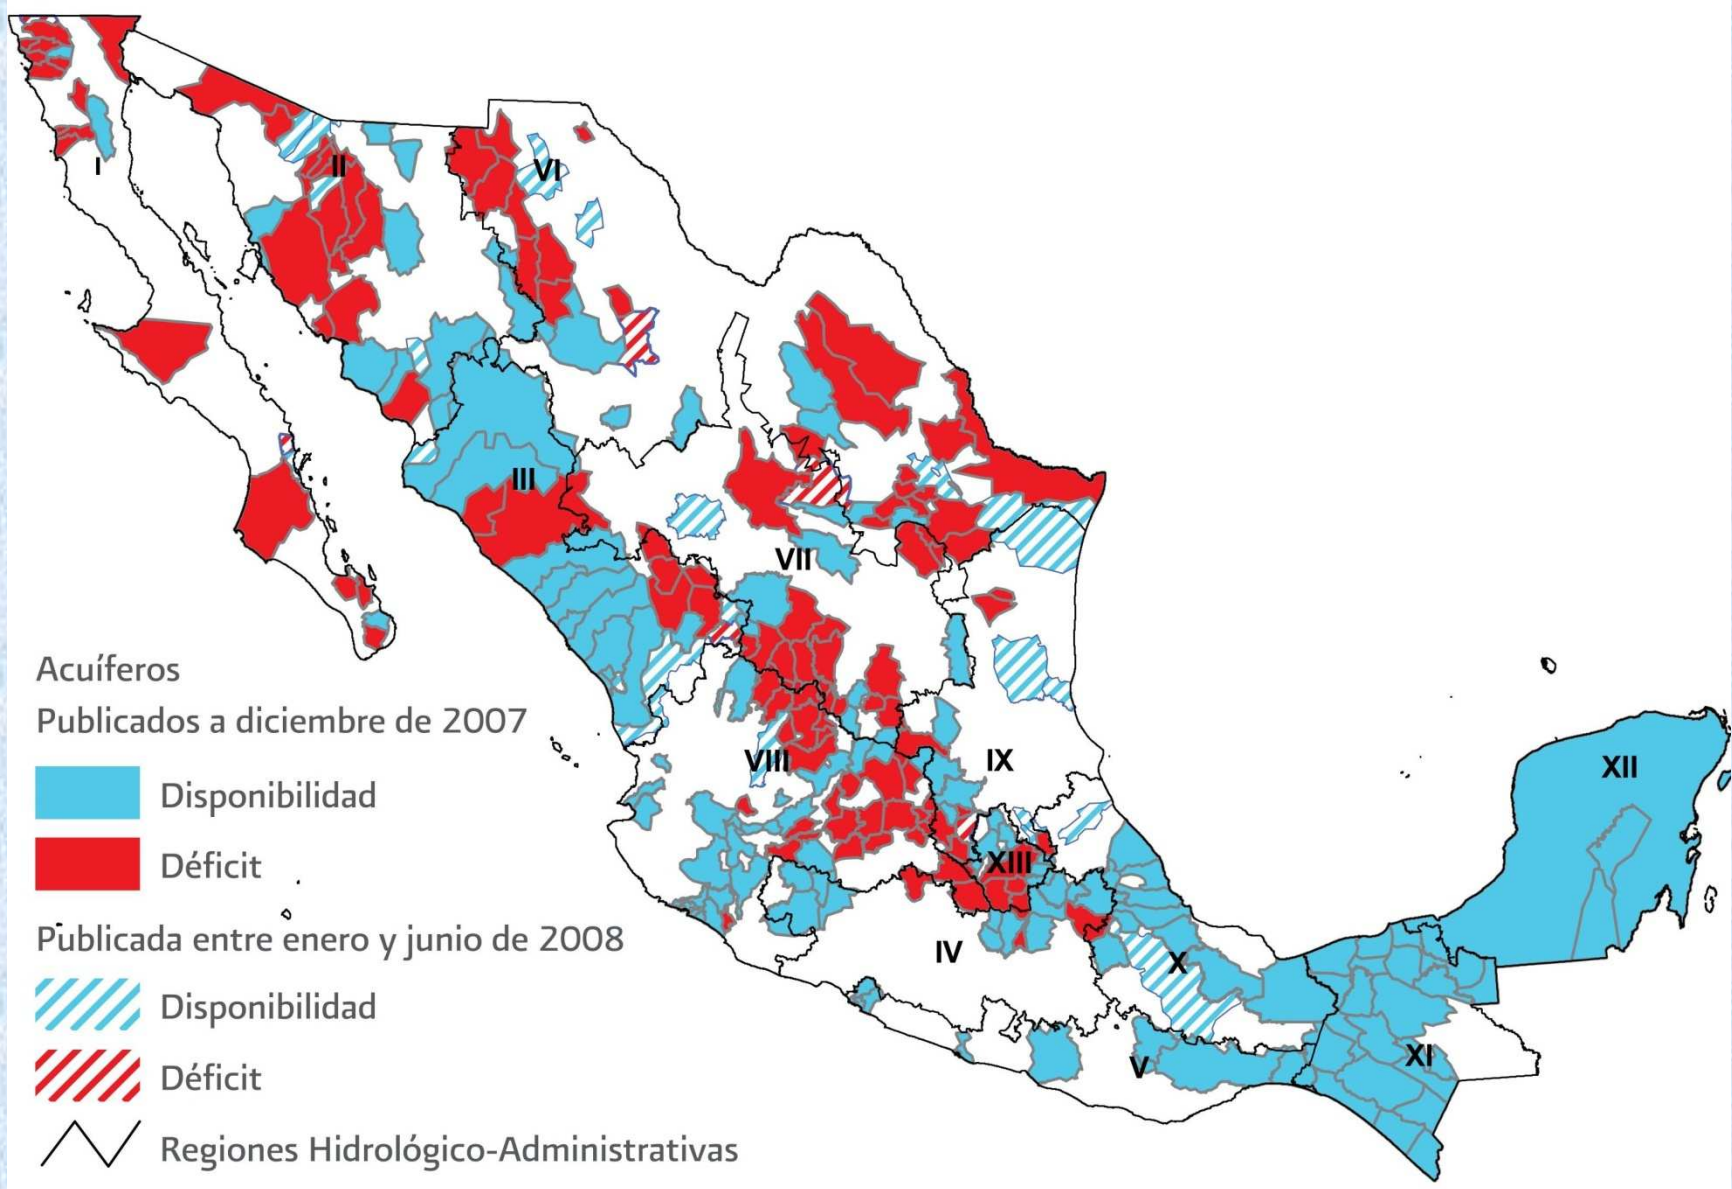 I
II
VI
III
VII
VIII
IX
XII
XIII
IV
X
XI
V
Acuíferos
Publicados a diciembre de 2007
Disponibilidad
Déficit
Publicada entre enero y junio de 2008
Disponibilidad
Déficit
Regiones Hidrológico-Administrativas